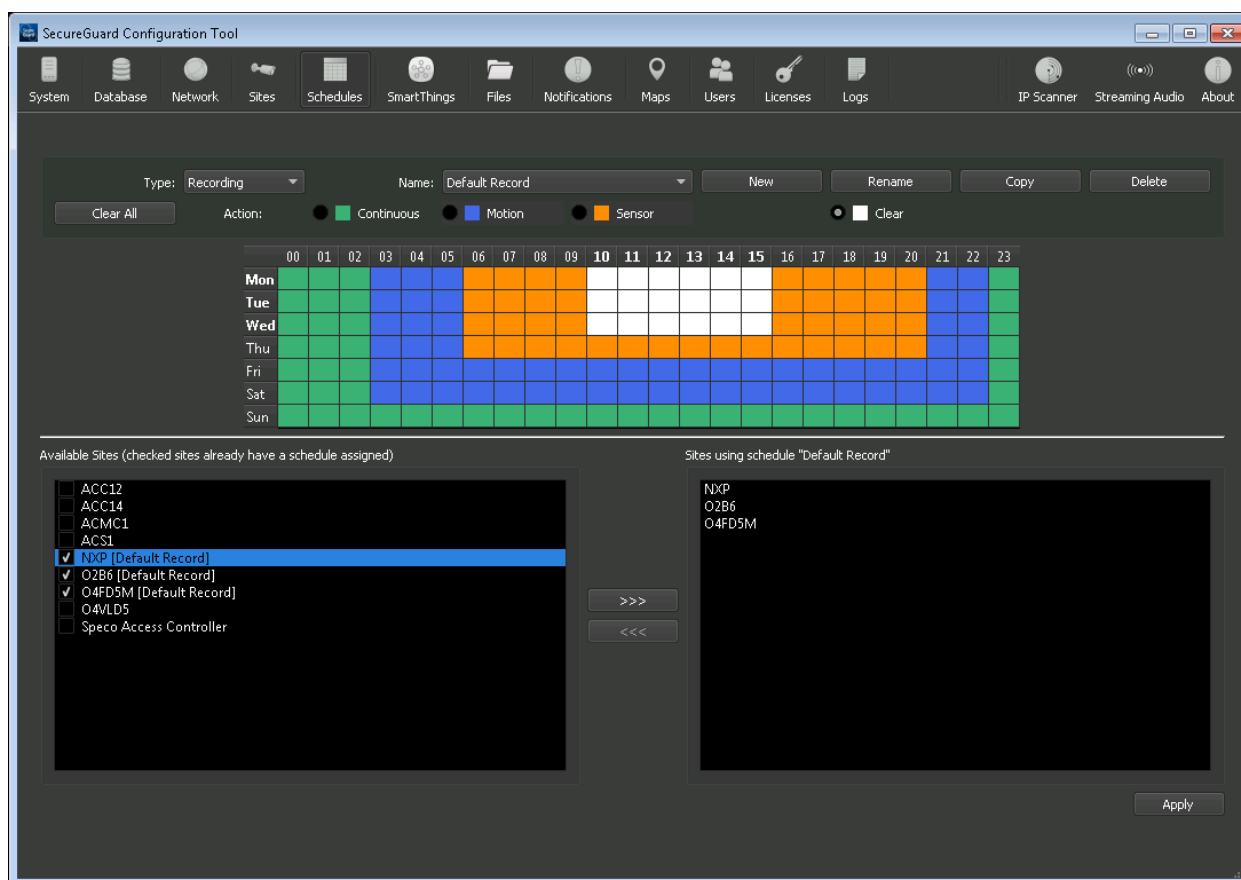 SecureGuard Configuration Tool
System Database Network Sites Schedules SmartThings Files Notifications Maps Users Licenses Logs IP Scanner Streaming Audio About
Type: Recording Name: Default Record New Rename Copy Delete
Clear All Action: Continuous Motion Sensor Clear
00 01 02 03 04 05 06 07 08 09 10 11 12 13 14 15 16 17 18 19 20 21 22 23
Mon
Tue
Wed
Thu
Fri
Sat
Sun
Available Sites (checked sites already have a schedule assigned)
ACC12
ACC14
ACMC1
ACS1
NXP [Default Record]
O2B6 [Default Record]
O4FD5M [Default Record]
O4VLD5
Speco Access Controller
>>>
<<<
Sites using schedule "Default Record"
NXP
O2B6
O4FD5M
Apply